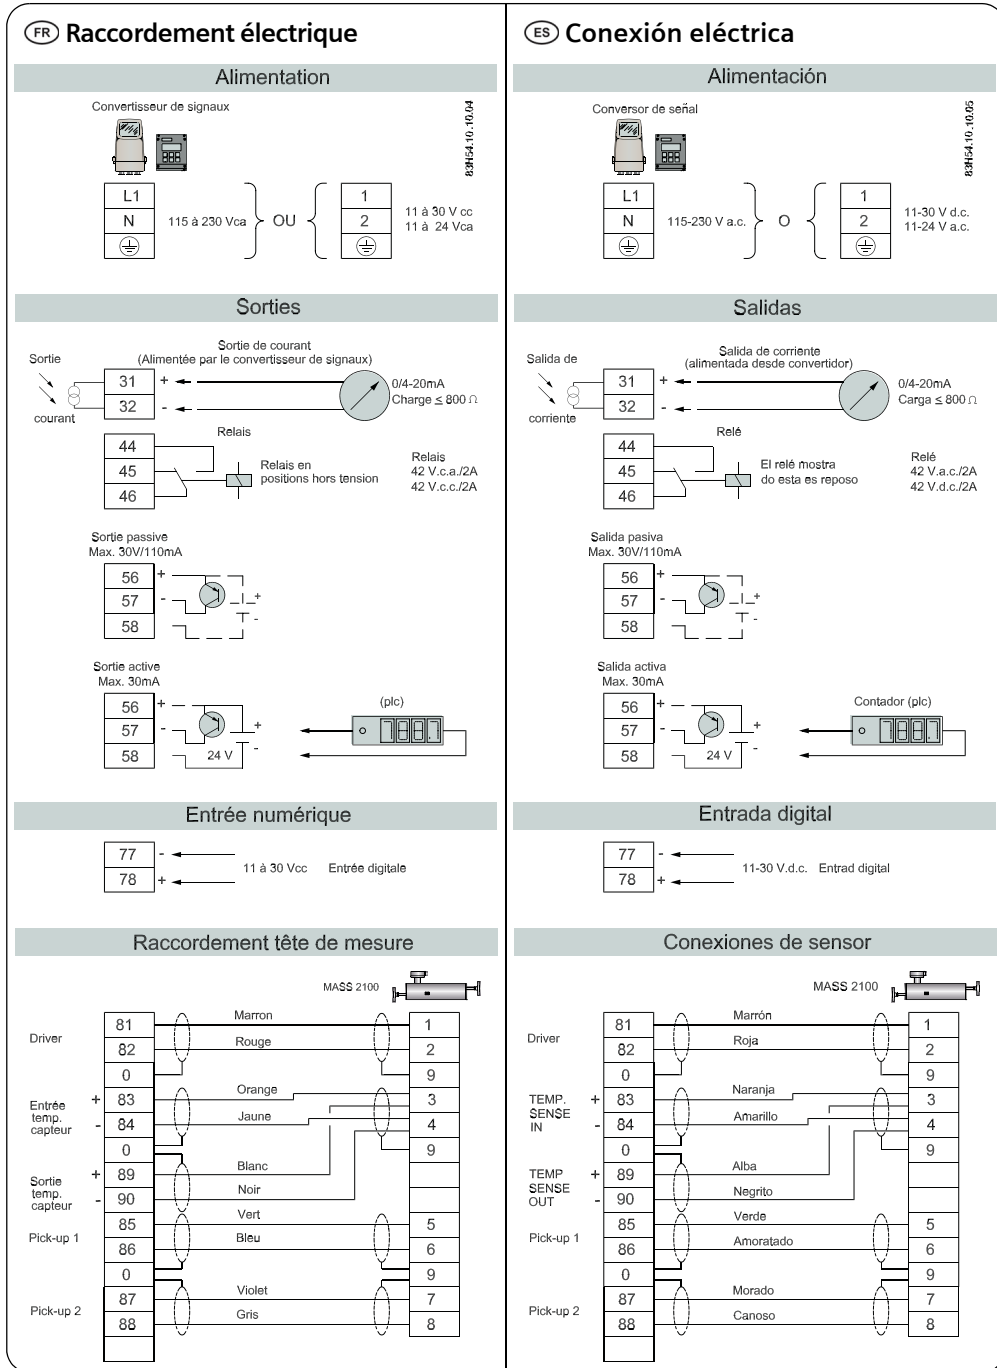 FR Raccordement électrique
Alimentation
Convertisseur de signaux
83H54.10.10.04
L1
N
115 à 230 Vca
OU
1
2
11 à 30 V cc
11 à 24 Vca
Sorties
Sortie
courant
Sortie de courant
(Alimentée par le convertisseur de signaux)
31 +
32 -
0/4-20mA
Charge ≤ 800 Ω
Relais
44
45
46
Relais en
positions hors tension
Relais
42 V.c.a./2A
42 V.c.c./2A
Sortie passive
Max. 30V/110mA
56 +
57 -
58
+
-
Sortie active
Max. 30mA
56 +
57 -
58
24 V
+
-
(plc)
Entrée numérique
77 -
78 +
11 à 30 Vcc Entrée digitale
Raccordement tête de mesure
MASS 2100
Driver
81 Marron 1
82 Rouge 2
0 9
Entrée
temp.
capteur
+ 83 Orange 3
- 84 Jaune 4
0 9
Sortie
temp.
capteur
+ 89 Blanc
- 90 Noir
Pick-up 1
85 Vert 5
86 Bleu 6
0 9
Pick-up 2
87 Violet 7
88 Gris 8
ES Conexión eléctrica
Alimentación
Conversor de señal
83H54.10.10.05
L1
N
115-230 V a.c.
O
1
2
11-30 V d.c.
11-24 V a.c.
Salidas
Salida de
corriente
Salida de corriente
(alimentada desde convertidor)
31 +
32 -
0/4-20mA
Carga ≤ 800 Ω
Relé
44
45
46
El relé mostra
do esta es reposo
Relé
42 V.a.c./2A
42 V.d.c./2A
Salida pasiva
Max. 30V/110mA
56 +
57 -
58
+
-
Salida activa
Max. 30mA
56 +
57 -
58
24 V
+
-
Contador (plc)
Entrada digital
77 -
78 +
11-30 V.d.c. Entrad digital
Conexiones de sensor
MASS 2100
Driver
81 Marrón 1
82 Roja 2
0 9
TEMP.
SENSE
IN
+ 83 Naranja 3
- 84 Amarillo 4
0 9
TEMP
SENSE
OUT
+ 89 Alba
- 90 Negrito
Pick-up 1
85 Verde 5
86 Amoratado 6
0 9
Pick-up 2
87 Morado 7
88 Canoso 8